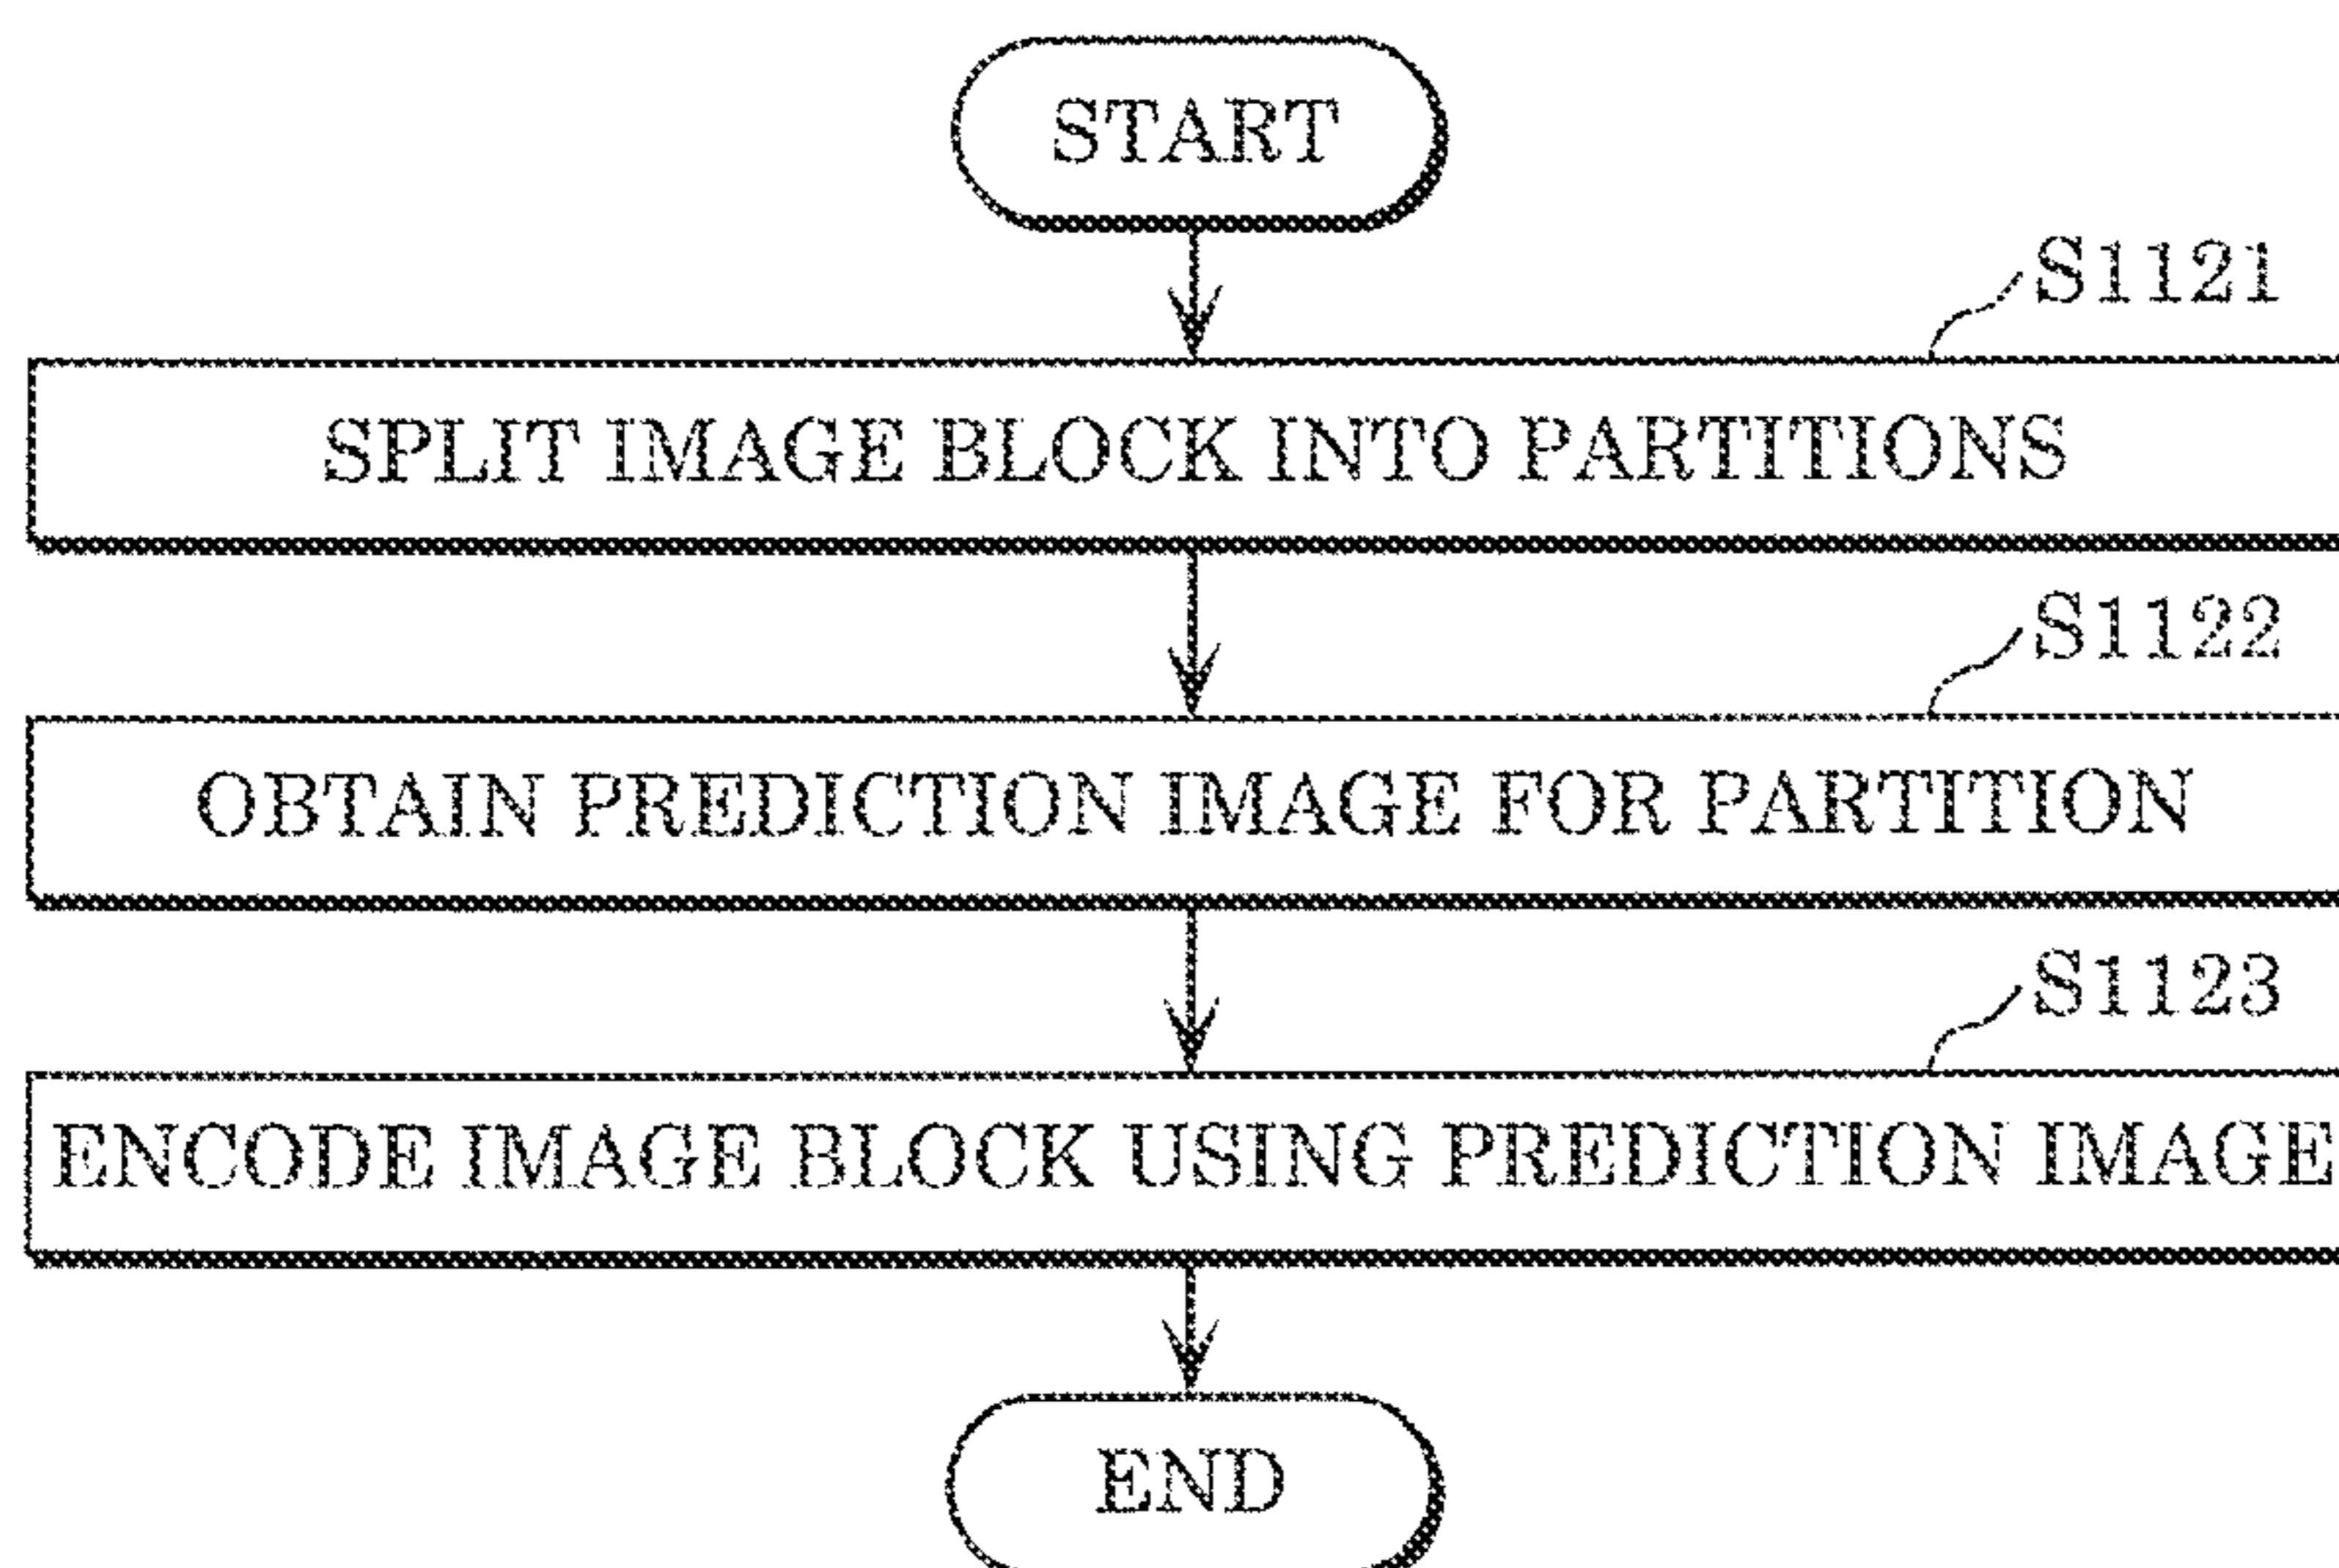 START
S1121
SPLIT IMAGE BLOCK INTO PARTITIONS
S1122
OBTAIN PREDICTION IMAGE FOR PARTITION
S1123
ENCODE IMAGE BLOCK USING PREDICTION IMAGE
END